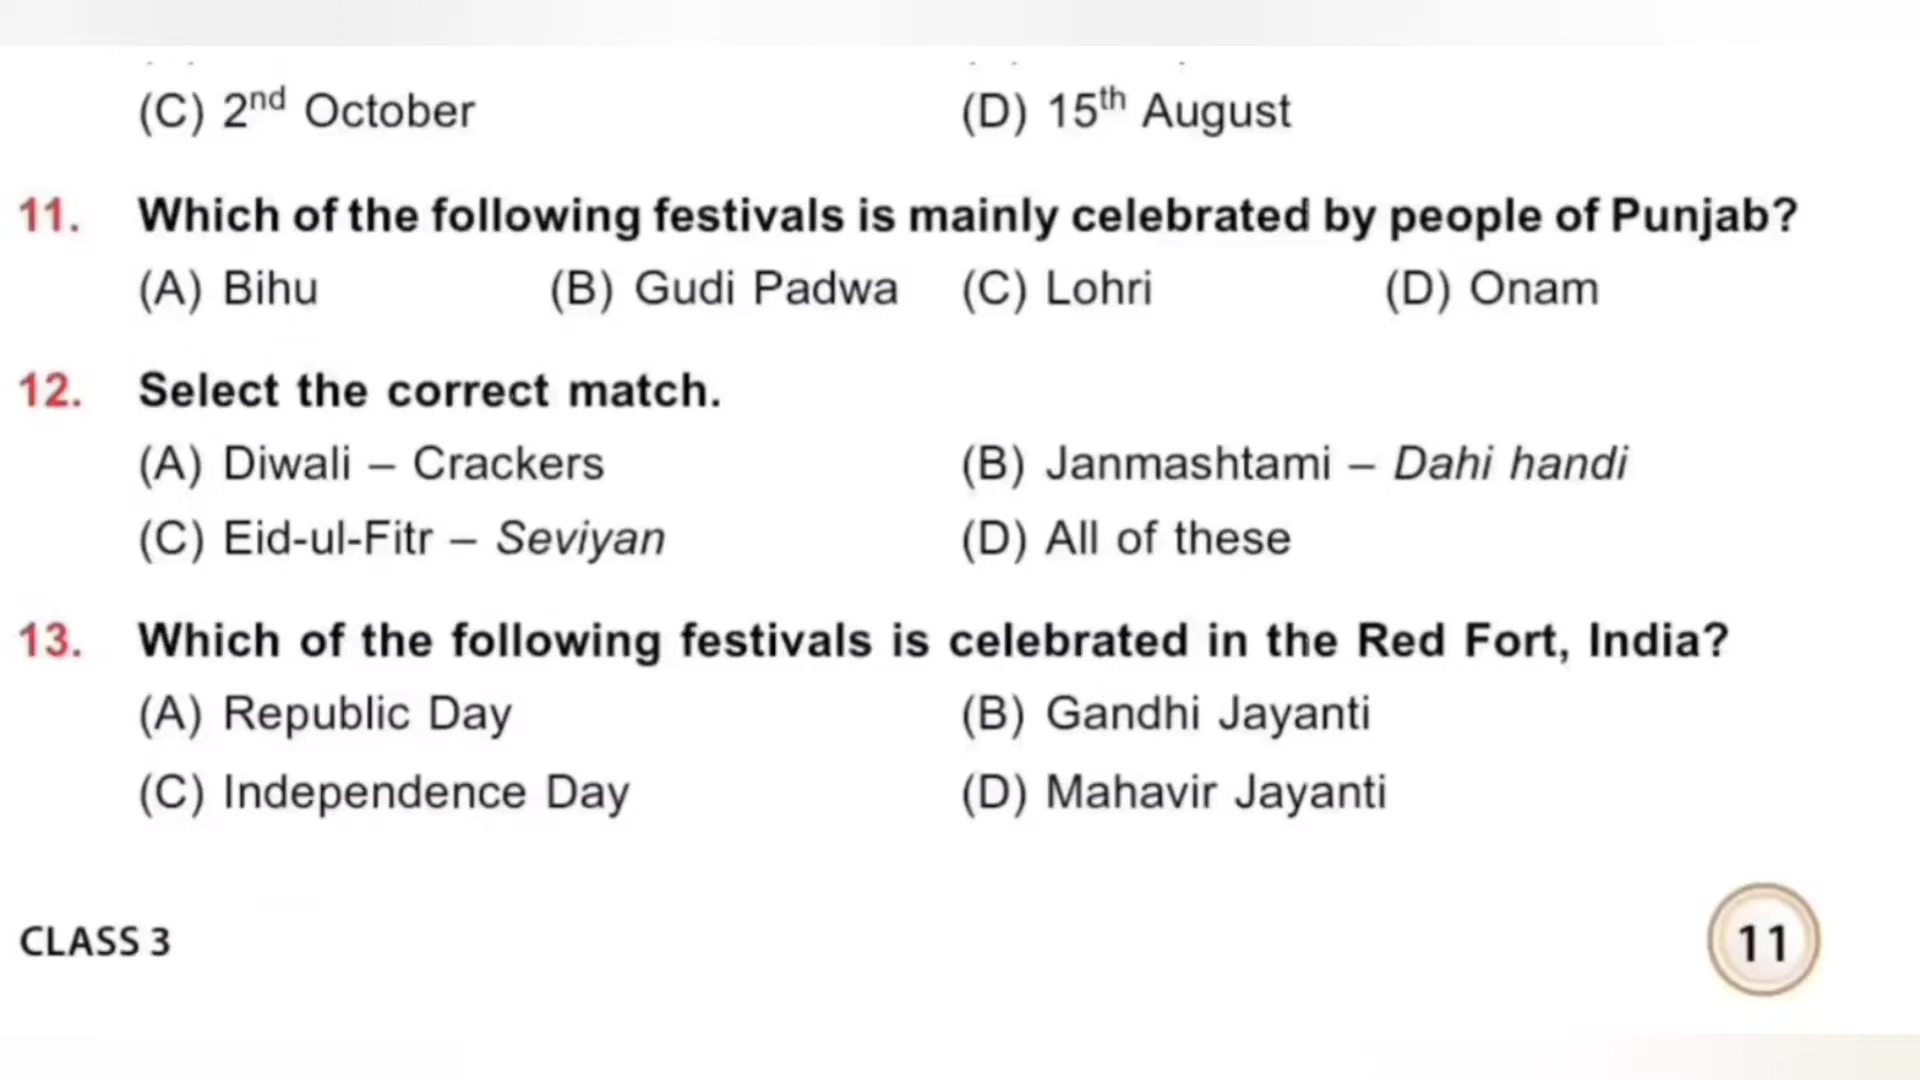 (C) 2nd October (D) 15th August
11. Which of the following festivals is mainly celebrated by people of Punjab?
(A) Bihu (B) Gudi Padwa (C) Lohri (D) Onam
12. Select the correct match.
(A) Diwali – Crackers (B) Janmashtami – Dahi handi
(C) Eid-ul-Fitr – Seviyan (D) All of these
13. Which of the following festivals is celebrated in the Red Fort, India?
(A) Republic Day (B) Gandhi Jayanti
(C) Independence Day (D) Mahavir Jayanti
CLASS 3 11